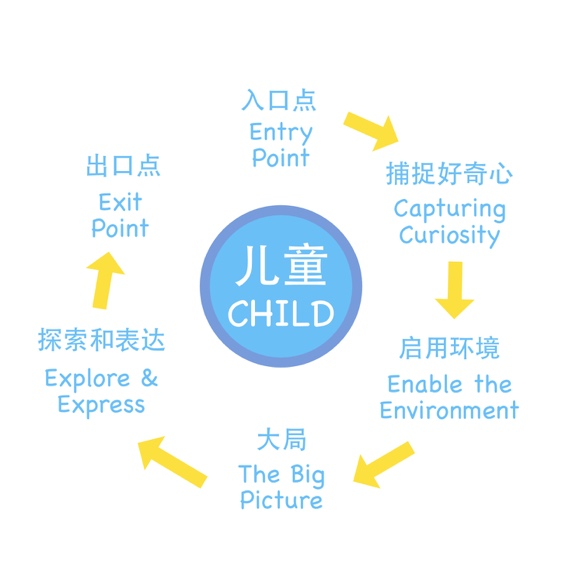 入口点
Entry
Point
捕捉好奇心
Capturing
Curiosity
启用环境
Enable the
Environment
大局
The Big
Picture
探索和表达
Explore &
Express
出口点
Exit
Point
儿童
CHILD